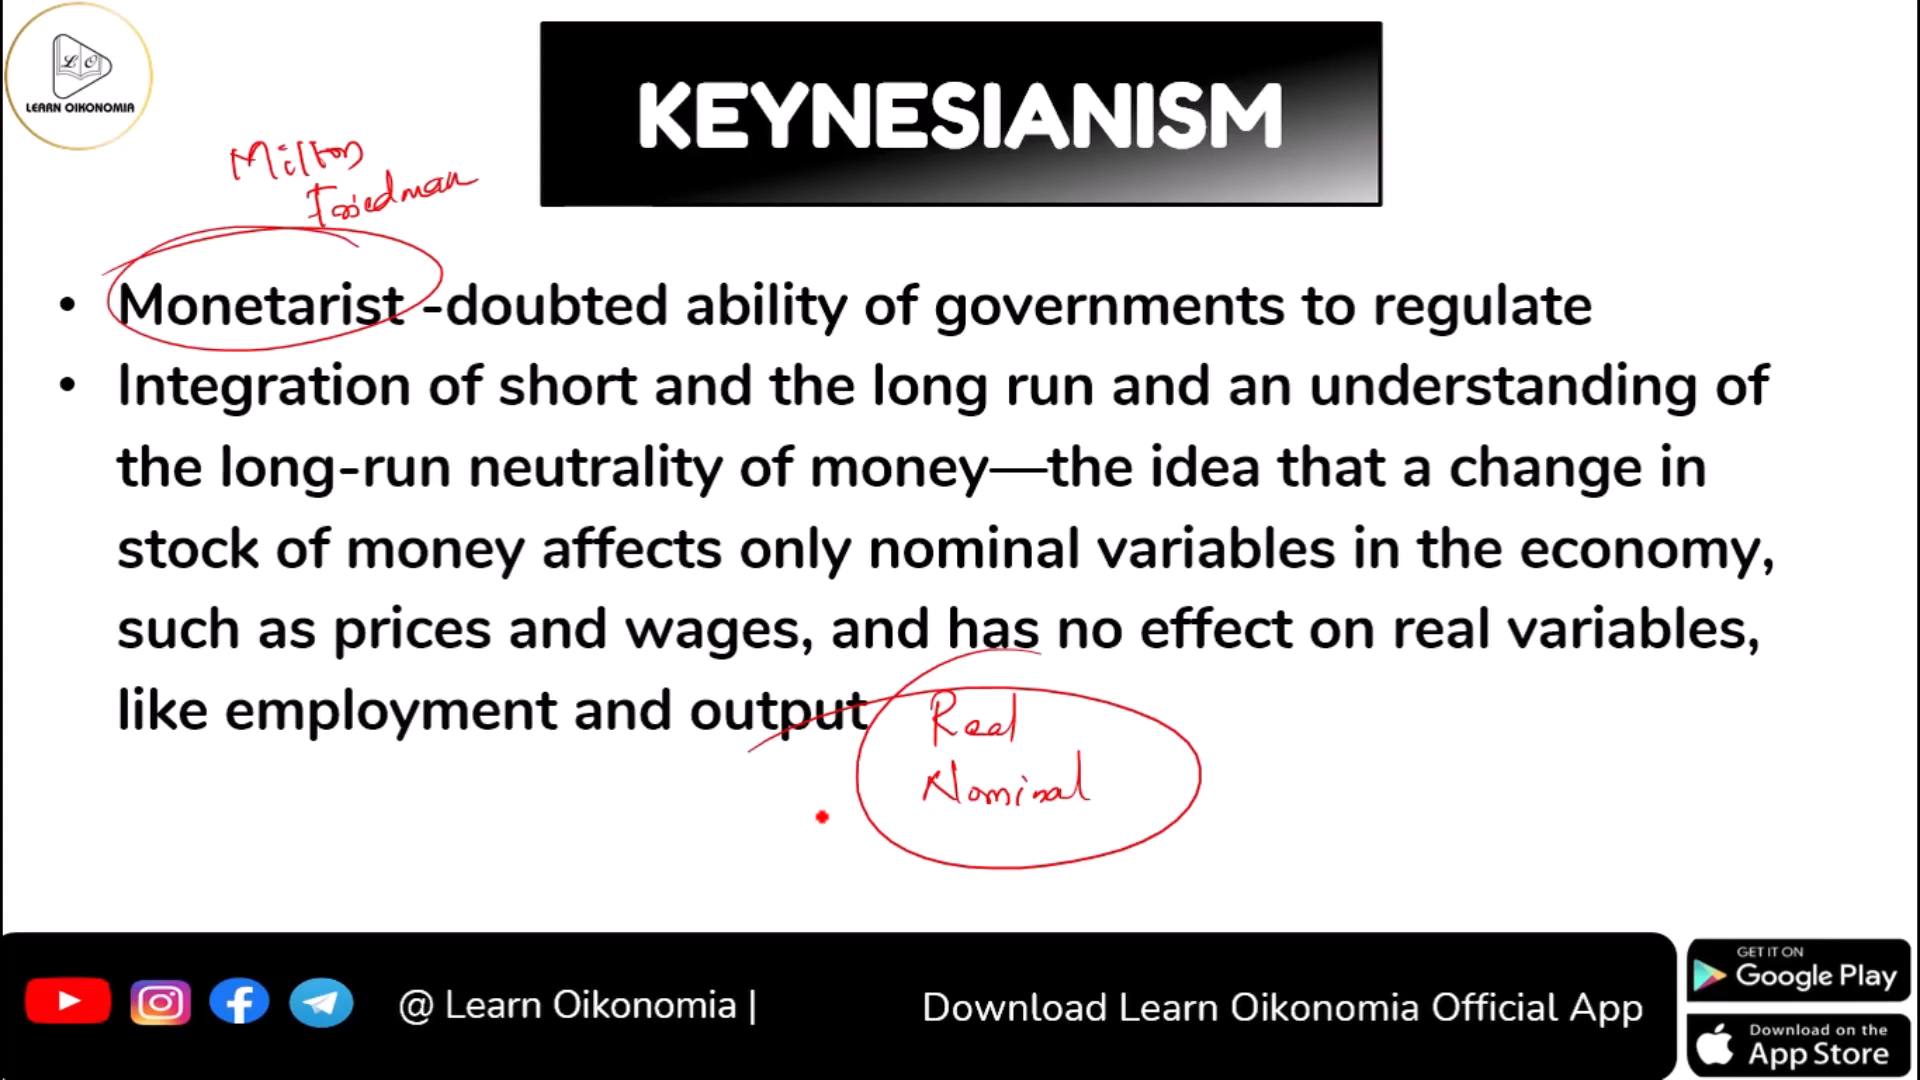 LO
LEARN OIKONOMIA
KEYNESIANISM
Milton
Friedman
• Monetarist -doubted ability of governments to regulate
• Integration of short and the long run and an understanding of
the long-run neutrality of money—the idea that a change in
stock of money affects only nominal variables in the economy,
such as prices and wages, and has no effect on real variables,
like employment and output
Real
Nominal
@ Learn Oikonomia |
Download Learn Oikonomia Official App
GET IT ON
Google Play
Download on the
App Store